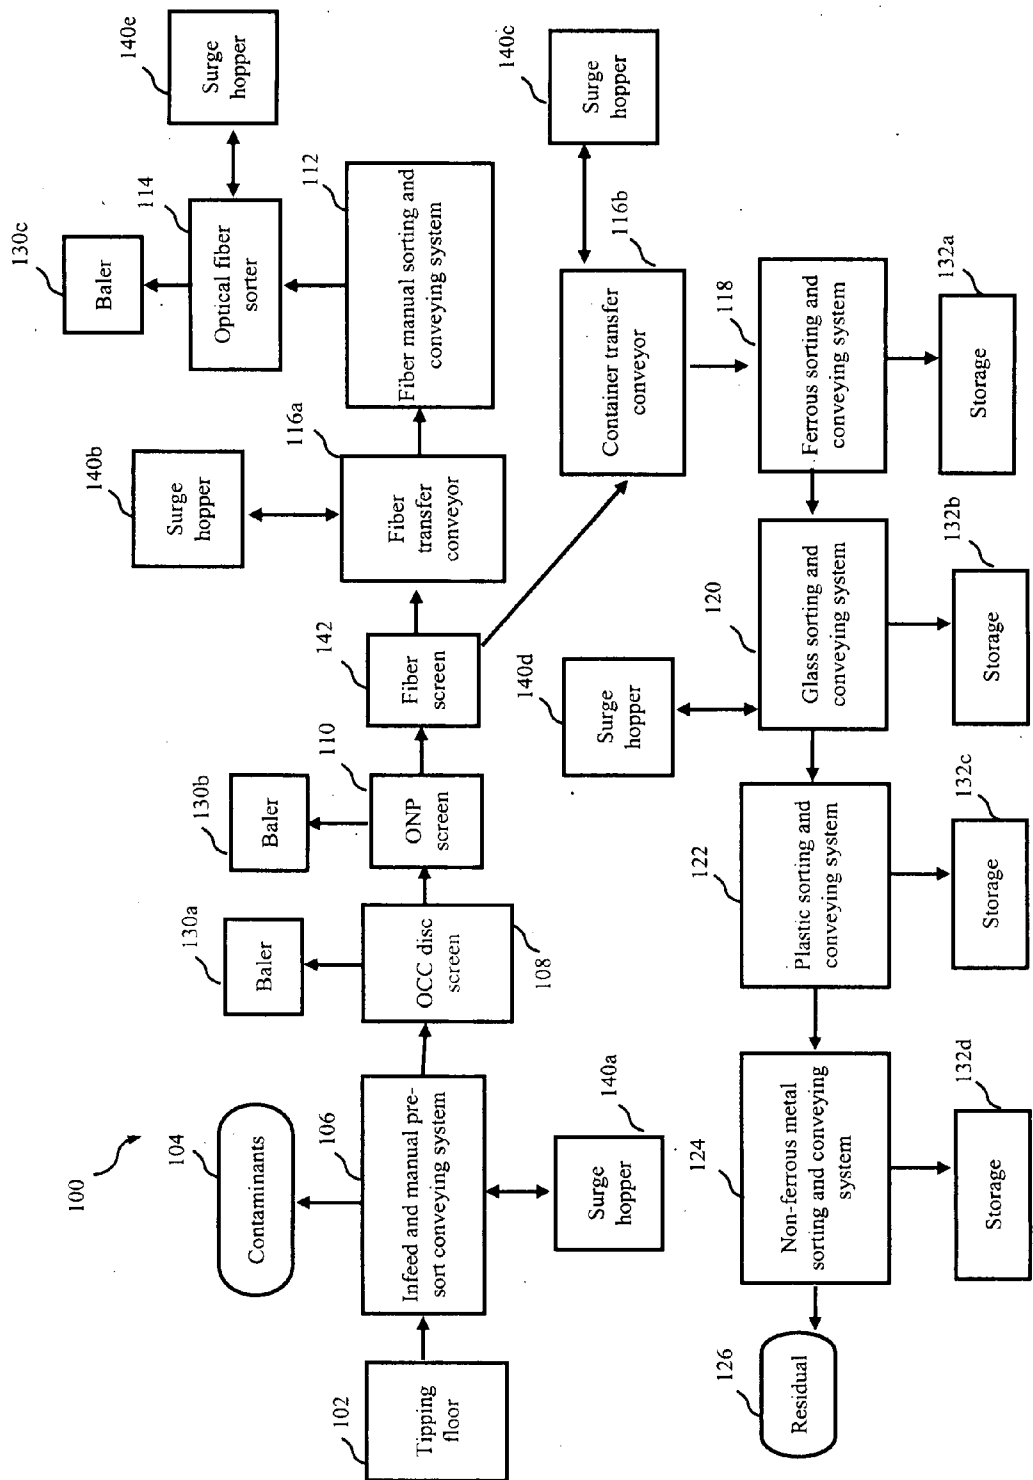 100
102
Tipping
floor
104
Contaminants
106
Infeed and manual pre-
sort conveying system
140a
Surge
hopper
108
OCC disc
screen
130a
Baler
110
ONP
screen
130b
Baler
142
Fiber
screen
116a
Fiber
transfer
conveyor
140b
Surge
hopper
112
Fiber manual sorting and
conveying system
114
Optical fiber
sorter
130c
Baler
140e
Surge
hopper
140c
Surge
hopper
116b
Container transfer
conveyor
118
Ferrous sorting and
conveying system
132a
Storage
120
Glass sorting and
conveying system
132b
Storage
140d
Surge
hopper
122
Plastic sorting and
conveying system
132c
Storage
124
Non-ferrous metal
sorting and conveying
system
132d
Storage
126
Residual